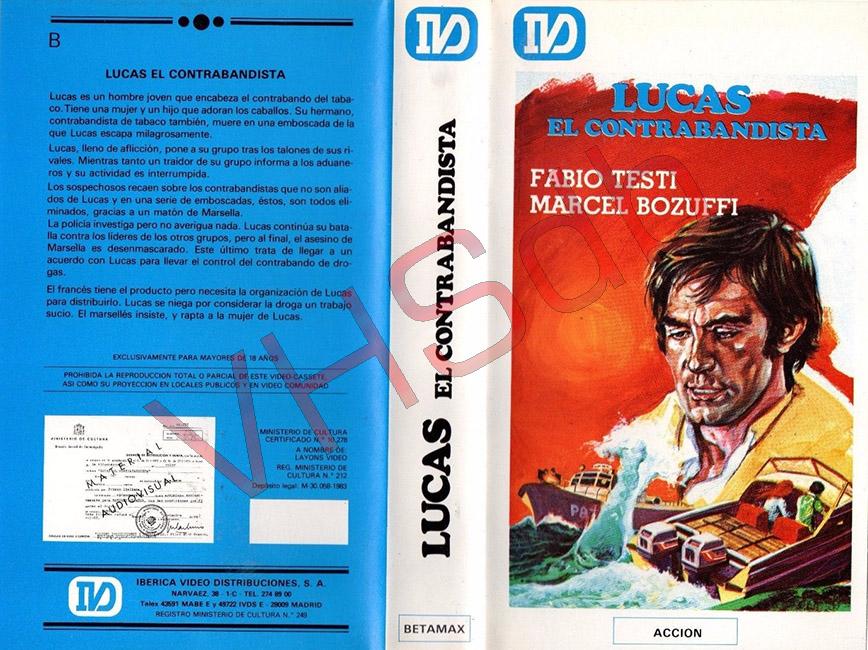 B
LUCAS EL CONTRABANDISTA
Lucas es un hombre joven que encabeza el contrabando del taba-
co. Tiene una mujer y un hijo que adoran los caballos. Su hermano,
contrabandista de tabaco también, muere en una emboscada de la
que Lucas escapa milagrosamente.
Lucas, lleno de aflicción, pone a su grupo tras los talones de sus ri-
vales. Mientras tanto un traidor de su grupo informa a los aduane-
ros y su actividad es interrumpida.
Los sospechosos recaen sobre los contrabandistas que no son alia-
dos de Lucas y en una serie de emboscadas, éstos, son todos eli-
minados, gracias a un matón de Marsella.
La policía investiga pero no averigua nada. Lucas continúa su bata-
lla contra los líderes de los otros grupos, pero al final, el asesino de
Marsella es desenmascarado. Este último trata de llegar a un
acuerdo con Lucas para llevar el control del contrabando de dro-
gas.
El francés tiene el producto pero necesita la organización de Lucas
para distribuirlo. Lucas se niega por considerar la droga un trabajo
sucio. El marsellés insiste, y rapta a la mujer de Lucas.
EXCLUSIVAMENTE PARA MAYORES DE 18 AÑOS
PROHIBIDA LA REPRODUCCION TOTAL O PARCIAL DE ESTE VIDEO-CASSETE,
ASI COMO SU PROYECCION EN LOCALES PUBLICOS Y EN VIDEO COMUNIDAD
MINISTERIO DE CULTURA
MATERIAL
AUDIOVISUAL
MINISTERIO DE CULTURA
CERTIFICADO N.º 10.278
A NOMBRE DE:
LAYONS VIDEO
REG. MINISTERIO DE
CULTURA N.º 212
Depósito legal: M-30.058-1983
IVD
IBERICA VIDEO DISTRIBUCIONES, S. A.
NARVAEZ, 38 - 1-C - TEL. 274 89 00
Telex 43591 MABE E y 49722 IVDS E - 28009 MADRID
REGISTRO MINISTERIO DE CULTURA N.º 249
IVD
LUCAS EL CONTRABANDISTA
BETAMAX
IVD
LUCAS
EL CONTRABANDISTA
FABIO TESTI
MARCEL BOZUFFI
PAT
ACCION
VHSdb